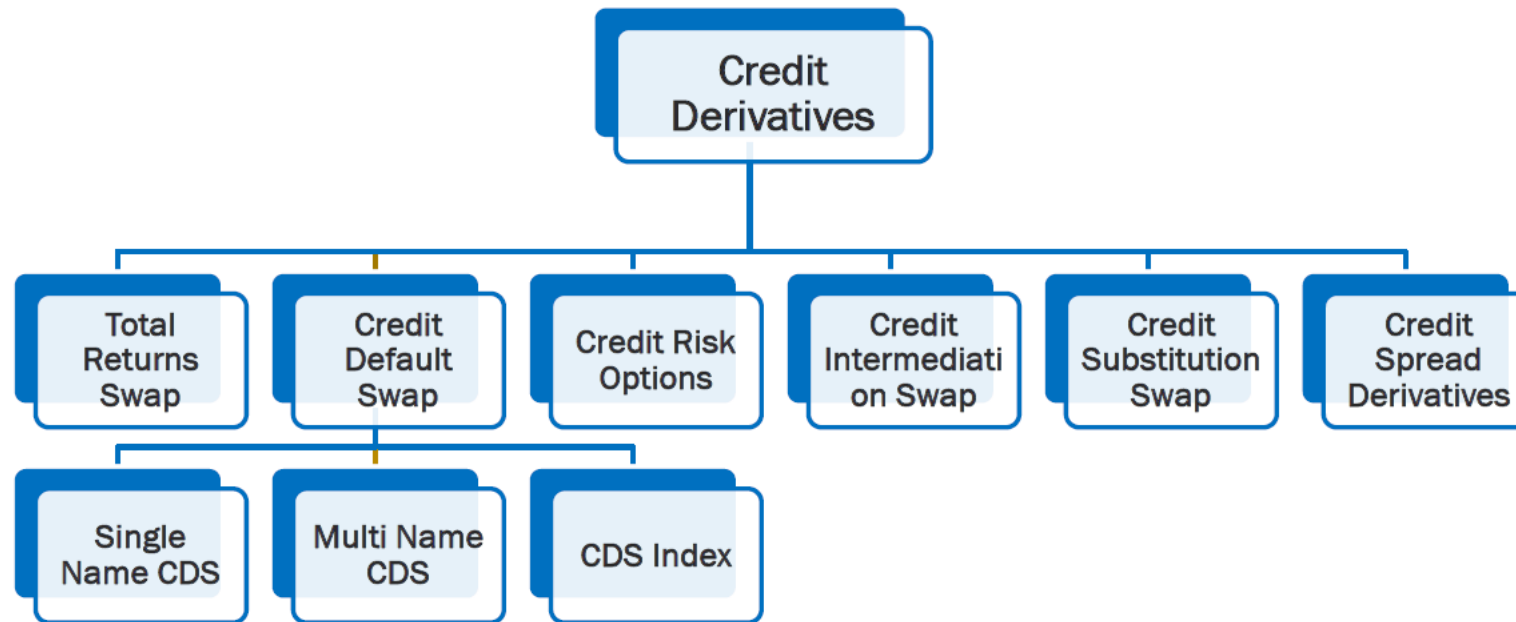 Credit
Derivatives
Total
Returns
Swap
Credit
Default
Swap
Credit Risk
Options
Credit
Intermediati
on Swap
Credit
Substitution
Swap
Credit
Spread
Derivatives
Single
Name CDS
Multi Name
CDS
CDS Index